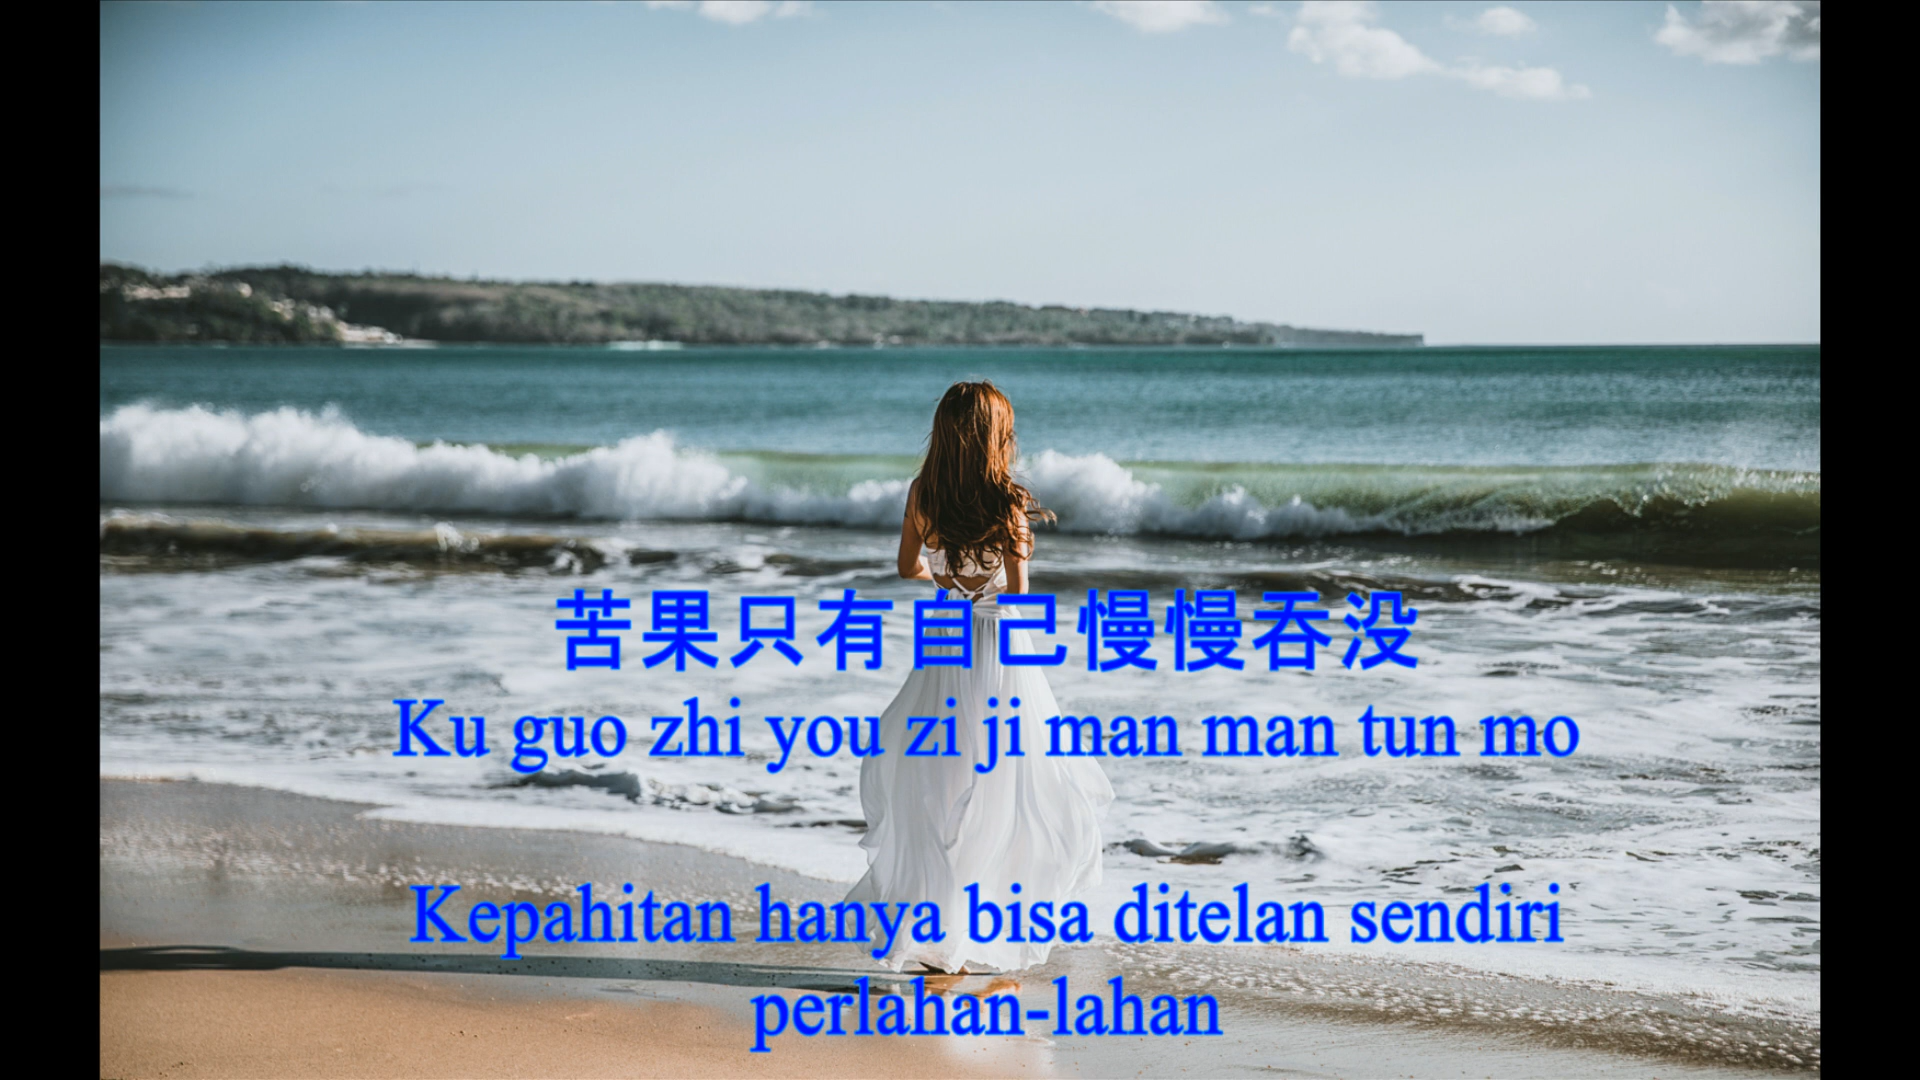 苦果只有自己慢慢吞没
Ku guo zhi you zi ji man man tun mo
Kepahitan hanya bisa ditelan sendiri
perlahan-lahan